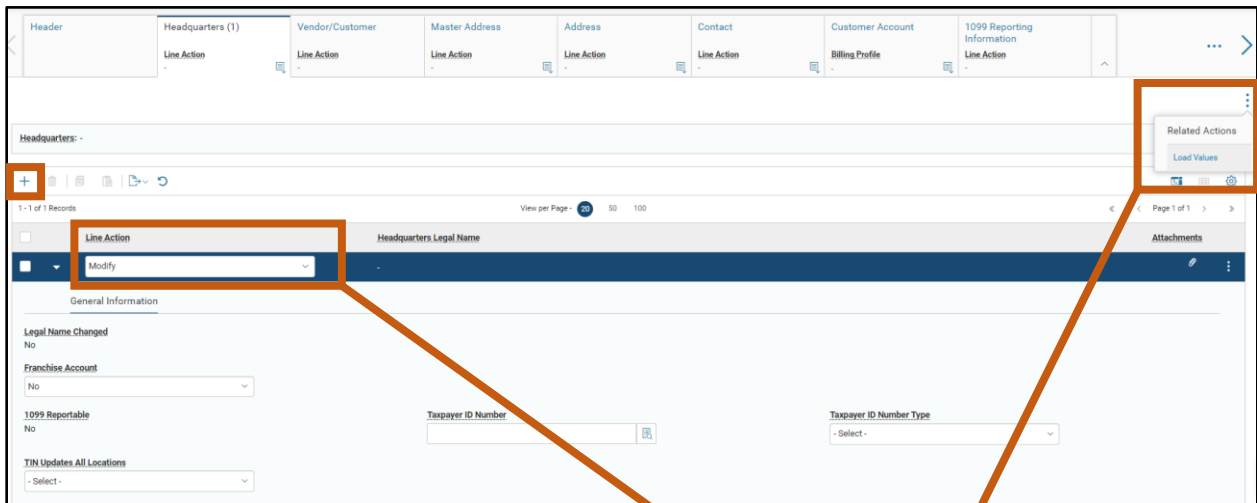 Header
Headquarters (1)
Vendor/Customer
Master Address
Address
Contact
Customer Account
1099 Reporting
Information
Line Action
Line Action
Line Action
Line Action
Line Action
Billing Profile
Line Action
-
-
-
-
-
-
-
Related Actions
Load Values
Headquarters: -
1 - 1 of 1 Records
View per Page - 20 50 100
Page 1 of 1
Line Action
Headquarters Legal Name
Attachments
Modify
-
General Information
Legal Name Changed
No
Franchise Account
No
1099 Reportable
No
Taxpayer ID Number
Taxpayer ID Number Type
- Select -
TIN Updates All Locations
- Select -